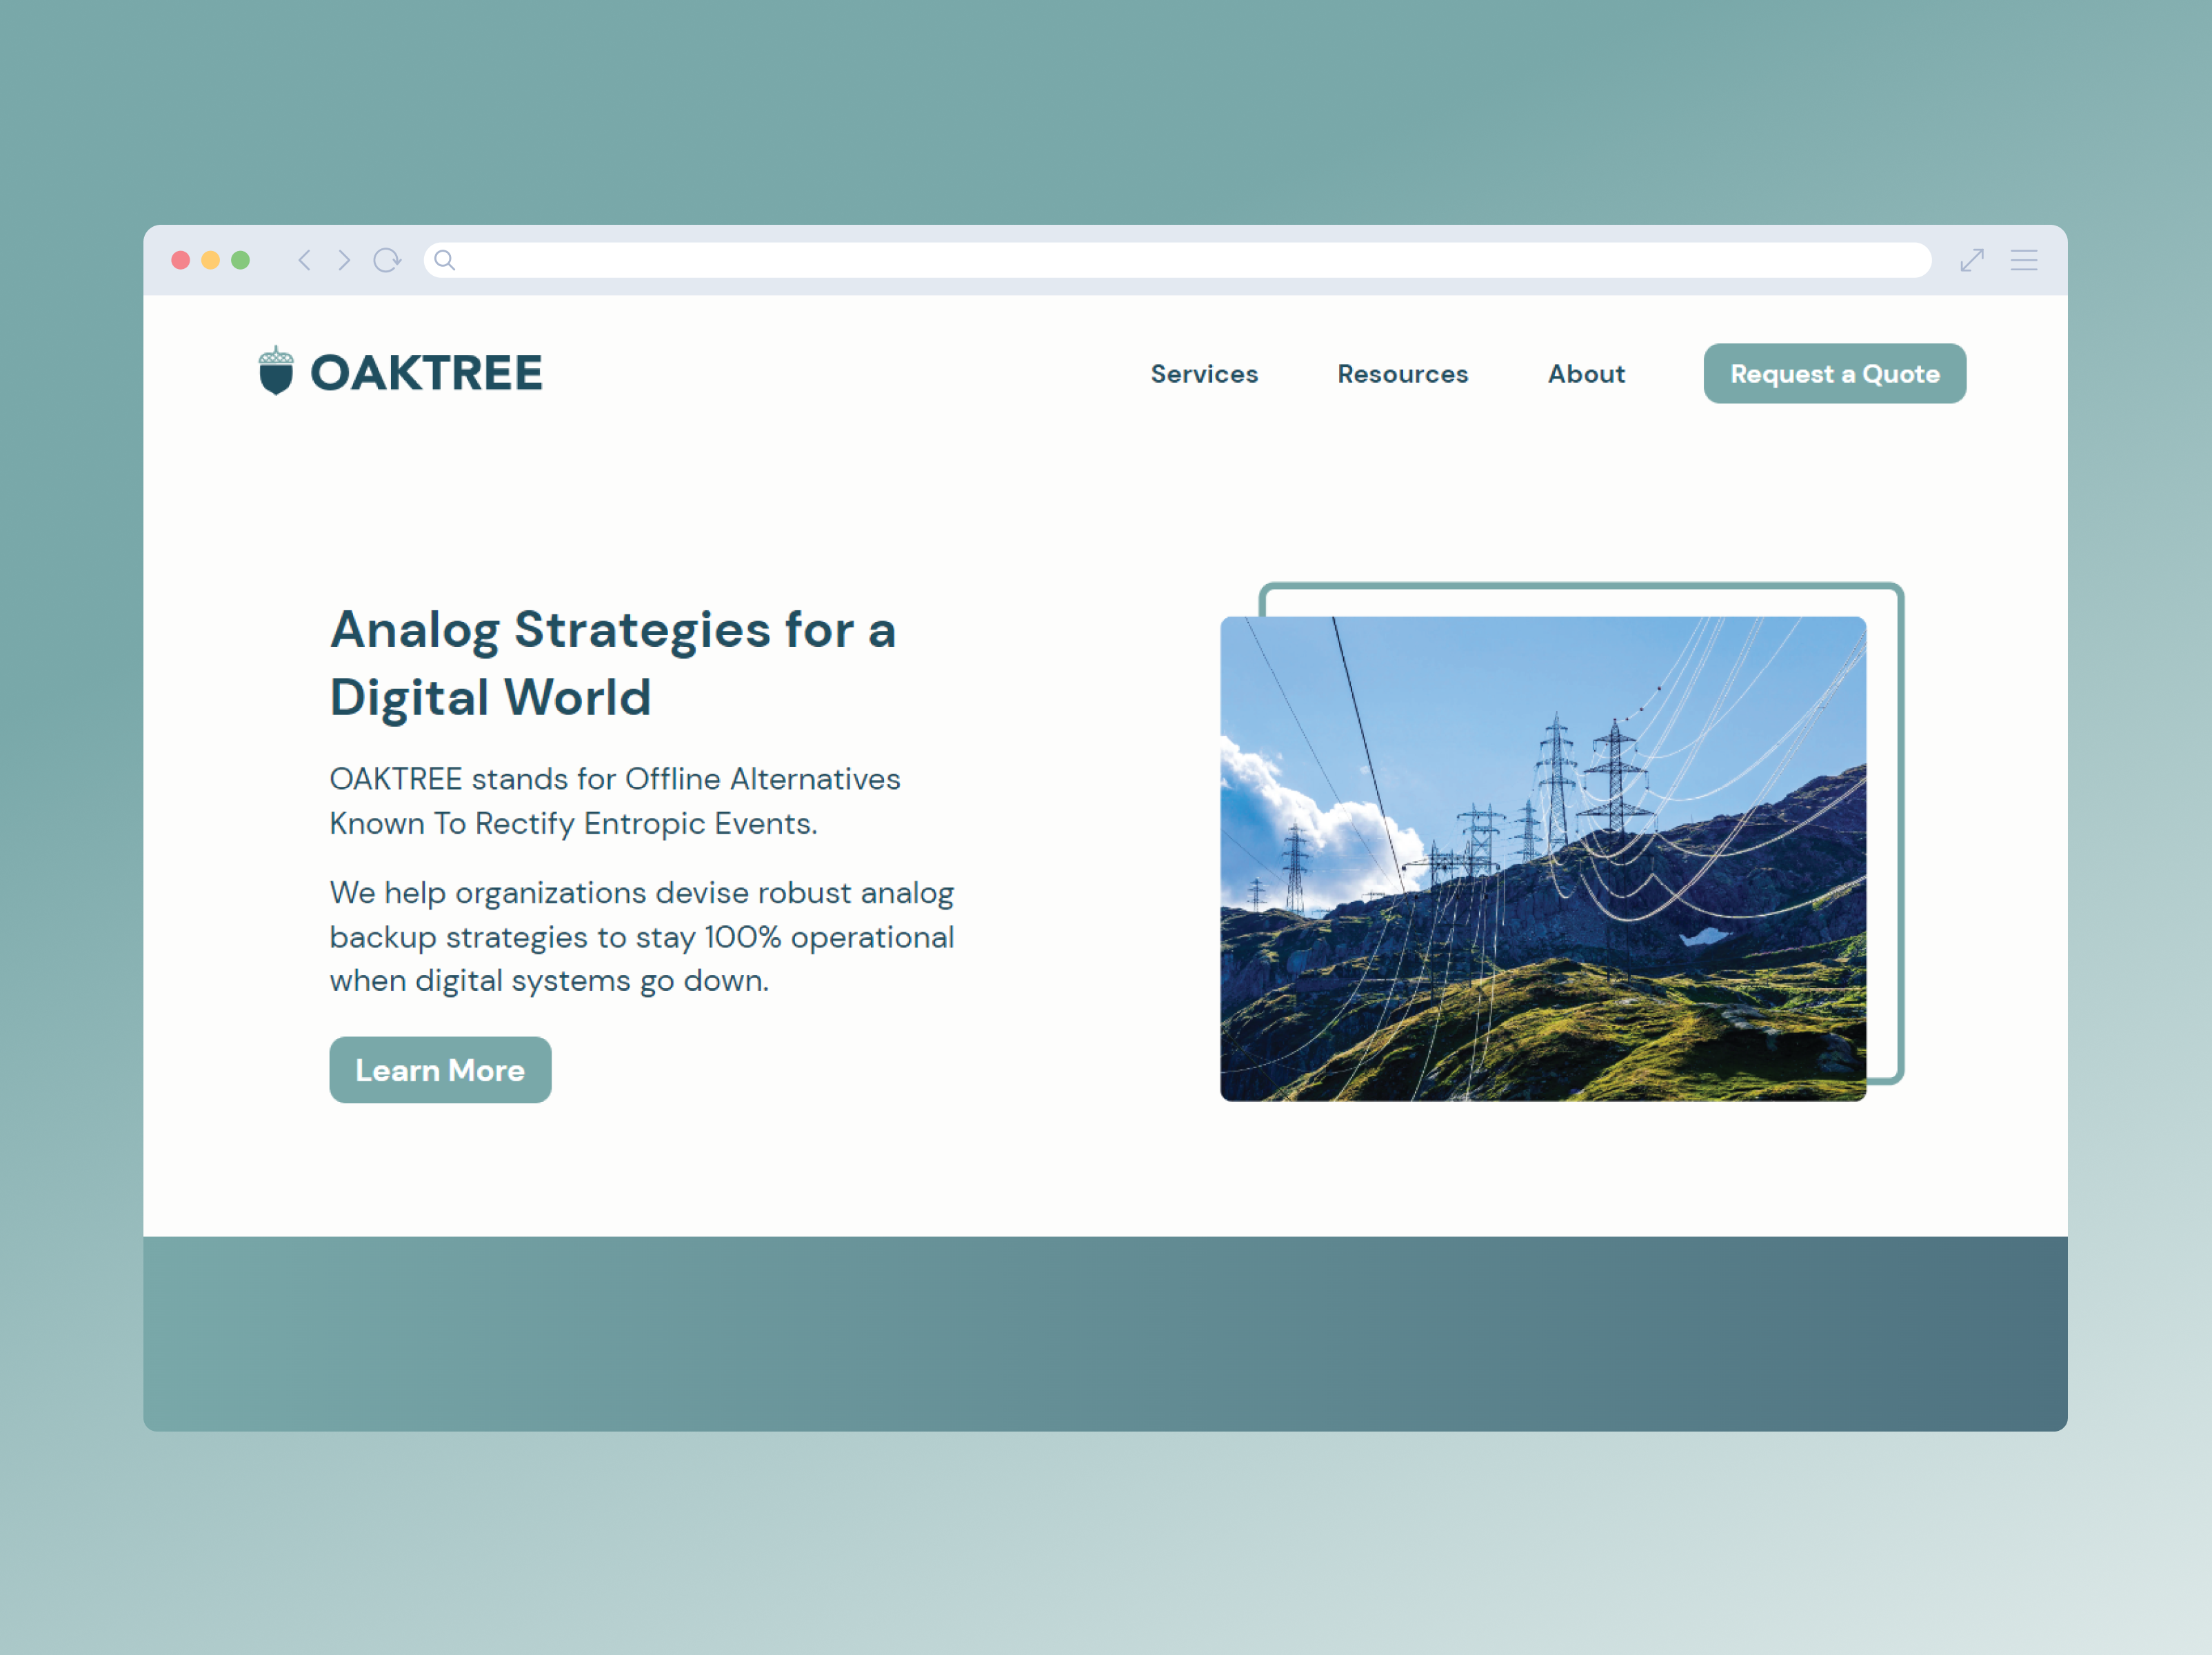 OAKTREE
Services
Resources
About
Request a Quote
Analog Strategies for a
Digital World
OAKTREE stands for Offline Alternatives
Known To Rectify Entropic Events.
We help organizations devise robust analog
backup strategies to stay 100% operational
when digital systems go down.
Learn More